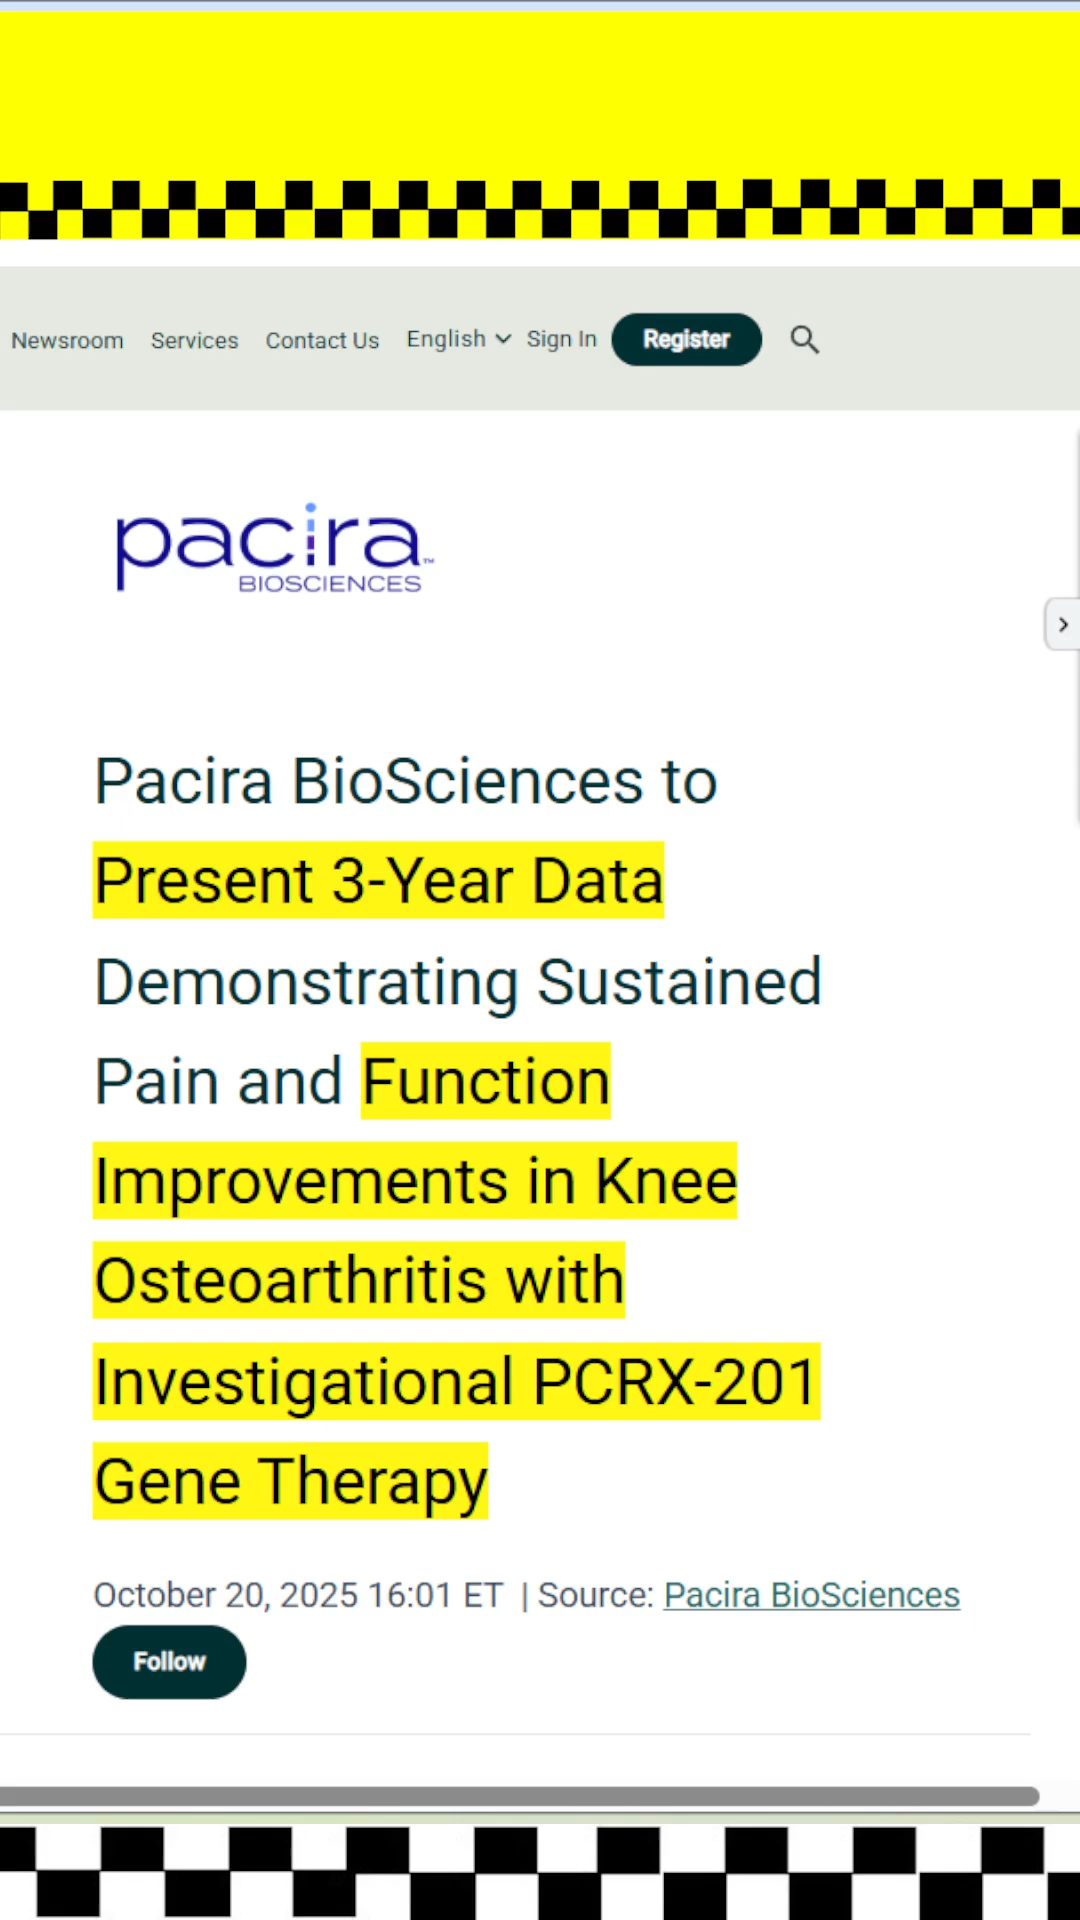 Newsroom Services Contact Us English Sign In Register
pacira™
BIOSCIENCES
Pacira BioSciences to
Present 3-Year Data
Demonstrating Sustained
Pain and Function
Improvements in Knee
Osteoarthritis with
Investigational PCRX-201
Gene Therapy
October 20, 2025 16:01 ET | Source: Pacira BioSciences
Follow